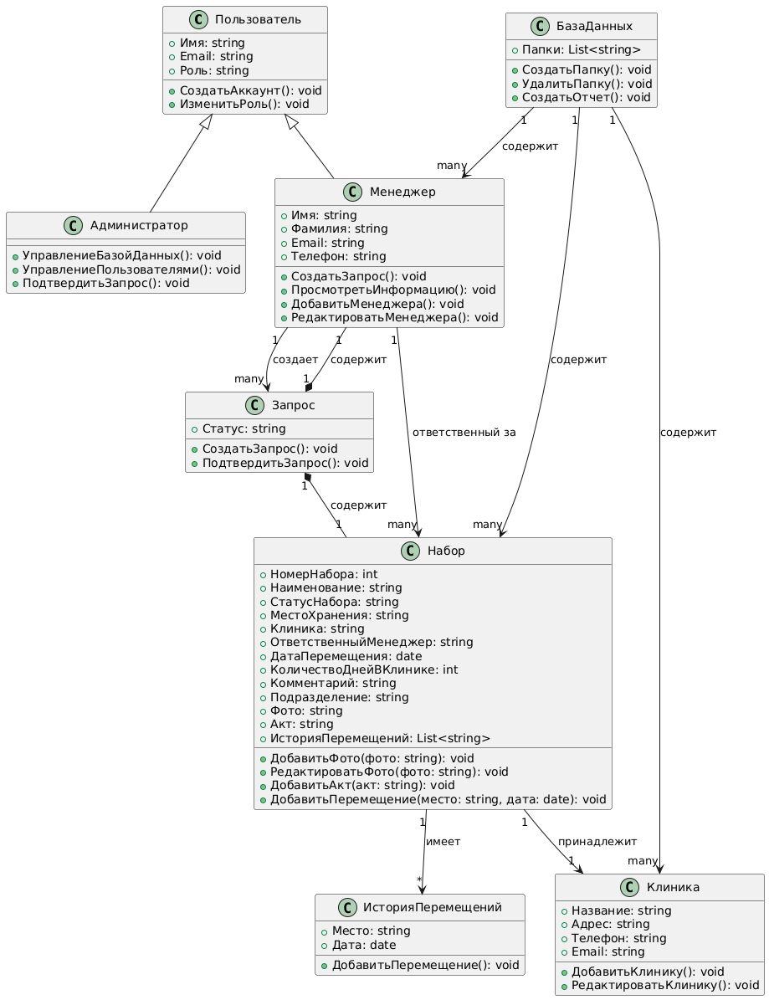 C Пользователь
Имя: string
Email: string
Роль: string
СоздатьАккаунт(): void
ИзменитьРоль(): void
C БазаДанных
Папки: List<string>
СоздатьПапку(): void
УдалитьПапку(): void
СоздатьОтчет(): void
1
1
1
содержит
many
C Администратор
УправлениеБазойДанных(): void
УправлениеПользователями(): void
ПодтвердитьЗапрос(): void
C Менеджер
Имя: string
Фамилия: string
Email: string
Телефон: string
СоздатьЗапрос(): void
ПросмотретьИнформацию(): void
ДобавитьМенеджера(): void
РедактироватьМенеджера(): void
1
1
1
создает
содержит
содержит
many
1
C Запрос
Статус: string
СоздатьЗапрос(): void
ПодтвердитьЗапрос(): void
ответственный за
содержит
1
содержит
1
many
many
C Набор
НомерНабора: int
Наименование: string
СтатусНабора: string
МестоХранения: string
Клиника: string
ОтветственныйМенеджер: string
ДатаПеремещения: date
КоличествоДнейВКлинике: int
Комментарий: string
Подразделение: string
Фото: string
Акт: string
ИсторияПеремещений: List<string>
ДобавитьФото(фото: string): void
РедактироватьФото(фото: string): void
ДобавитьАкт(акт: string): void
ДобавитьПеремещение(место: string, дата: date): void
1
1
имеет
принадлежит
*
1
many
C ИсторияПеремещений
Место: string
Дата: date
ДобавитьПеремещение(): void
C Клиника
Название: string
Адрес: string
Телефон: string
Email: string
ДобавитьКлинику(): void
РедактироватьКлинику(): void